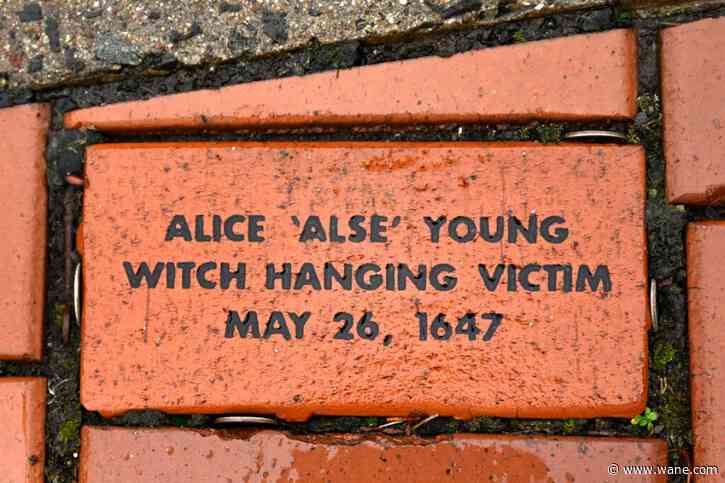 ALICE ‘ALSE’ YOUNG
WITCH HANGING VICTIM
MAY 26, 1647
www.wane.com